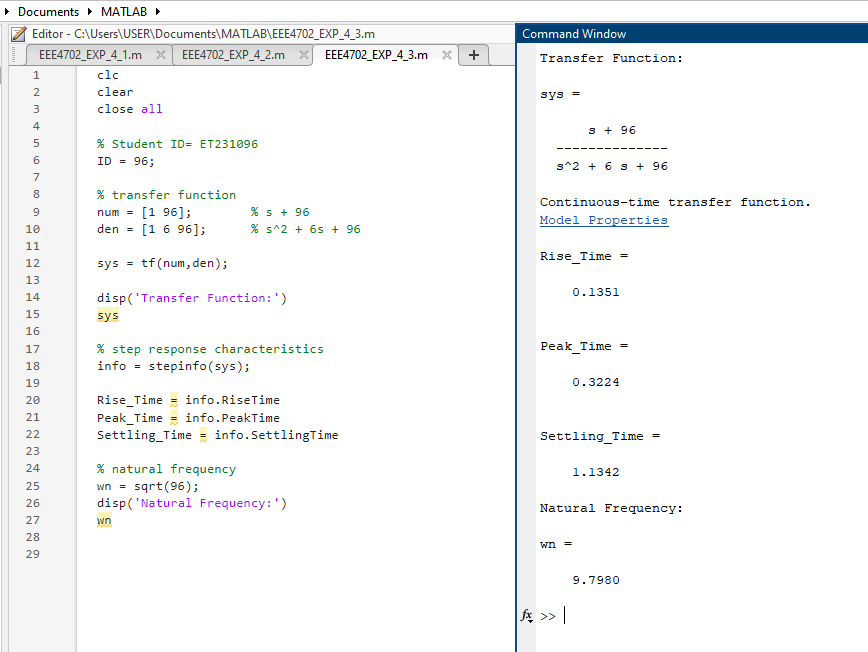 Documents MATLAB
Editor - C:\Users\USER\Documents\MATLAB\EEE4702_EXP_4_3.m
EEE4702_EXP_4_1.m × EEE4702_EXP_4_2.m × EEE4702_EXP_4_3.m × +
1 clc
2 clear
3 close all
4
5 % Student ID= ET231096
6 ID = 96;
7
8 % transfer function
9 num = [1 96]; % s + 96
10 den = [1 6 96]; % s^2 + 6s + 96
11
12 sys = tf(num,den);
13
14 disp('Transfer Function:')
15 sys
16
17 % step response characteristics
18 info = stepinfo(sys);
19
20 Rise_Time = info.RiseTime
21 Peak_Time = info.PeakTime
22 Settling_Time = info.SettlingTime
23
24 % natural frequency
25 wn = sqrt(96);
26 disp('Natural Frequency:')
27 wn
28
29
Command Window
Transfer Function:
sys =
s + 96
--------------
s^2 + 6 s + 96
Continuous-time transfer function.
Model Properties
Rise_Time =
0.1351
Peak_Time =
0.3224
Settling_Time =
1.1342
Natural Frequency:
wn =
9.7980
fx >>